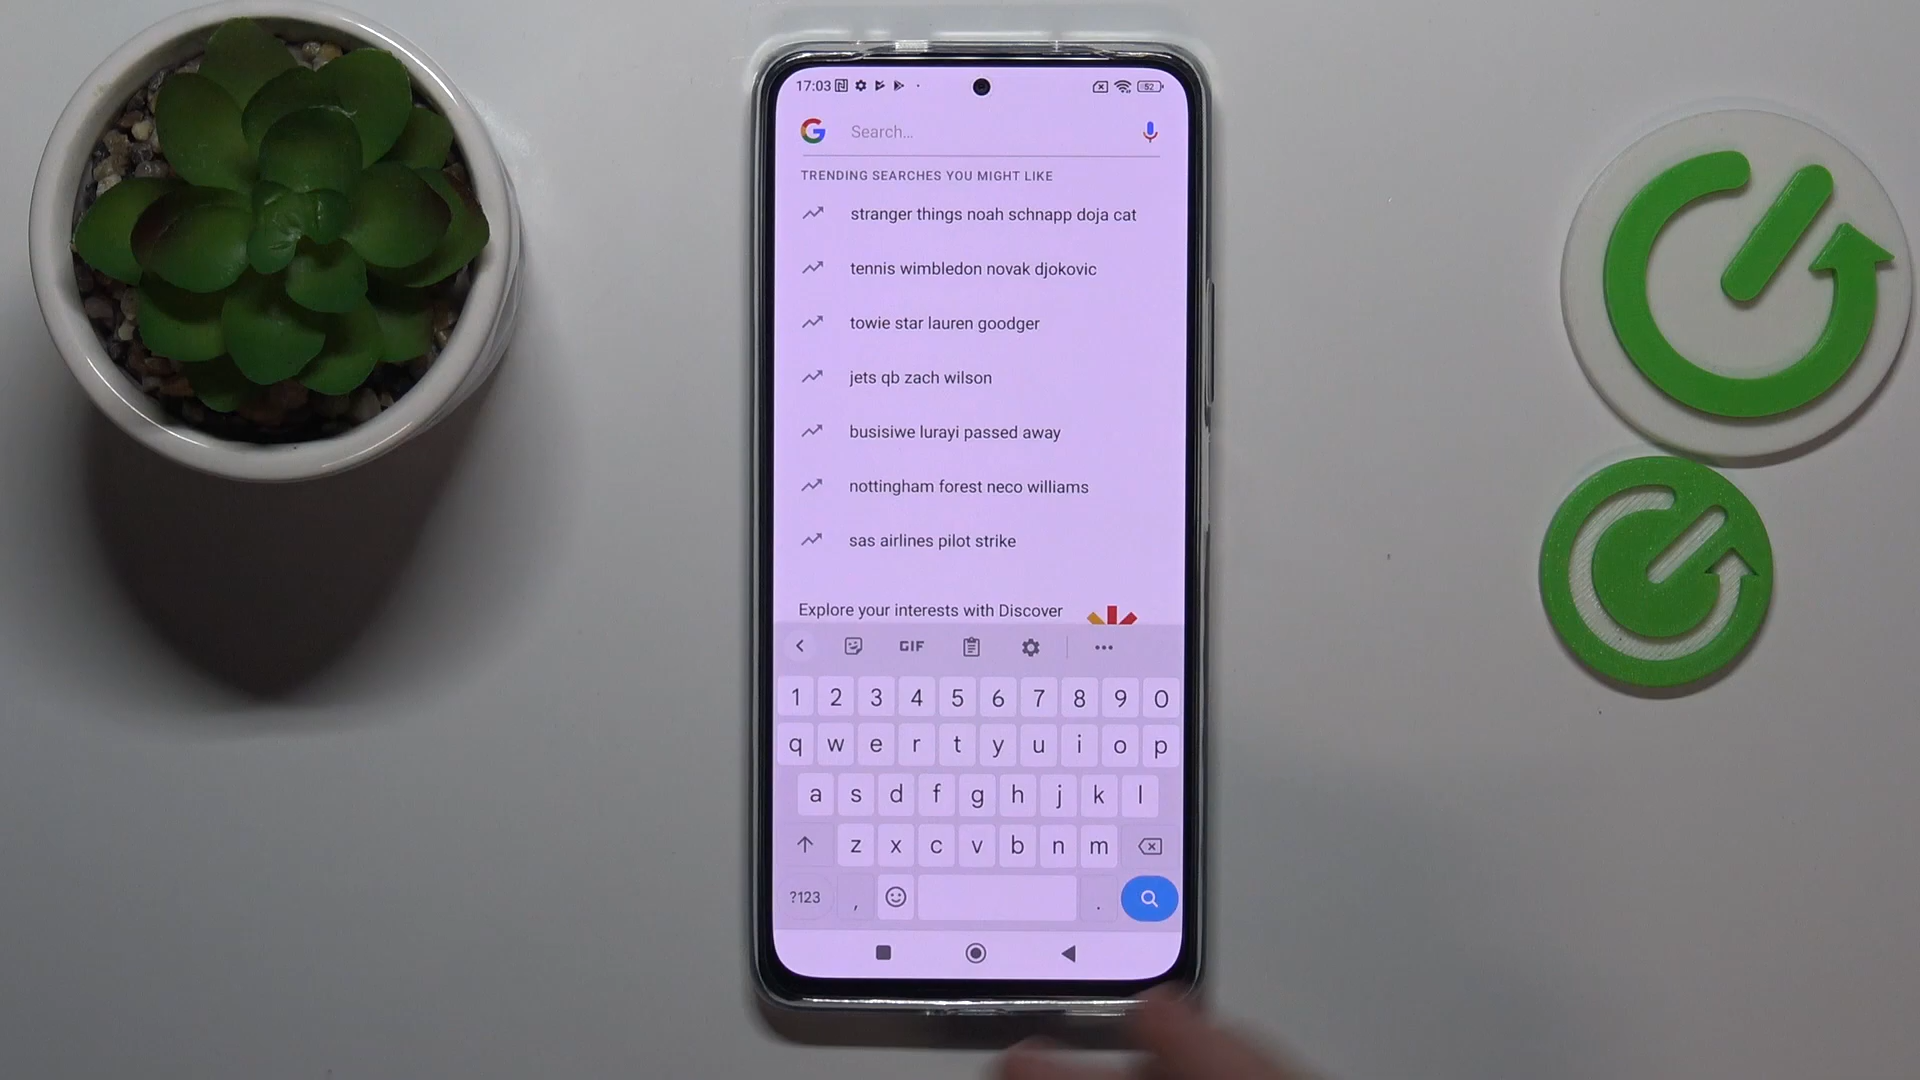 17:03
52
G Search...
TRENDING SEARCHES YOU MIGHT LIKE
stranger things noah schnapp doja cat
tennis wimbledon novak djokovic
towie star lauren goodger
jets qb zach wilson
busisiwe lurayi passed away
nottingham forest neco williams
sas airlines pilot strike
Explore your interests with Discover
GIF
1 2 3 4 5 6 7 8 9 0
q w e r t y u i o p
a s d f g h j k l
z x c v b n m
?123 , .